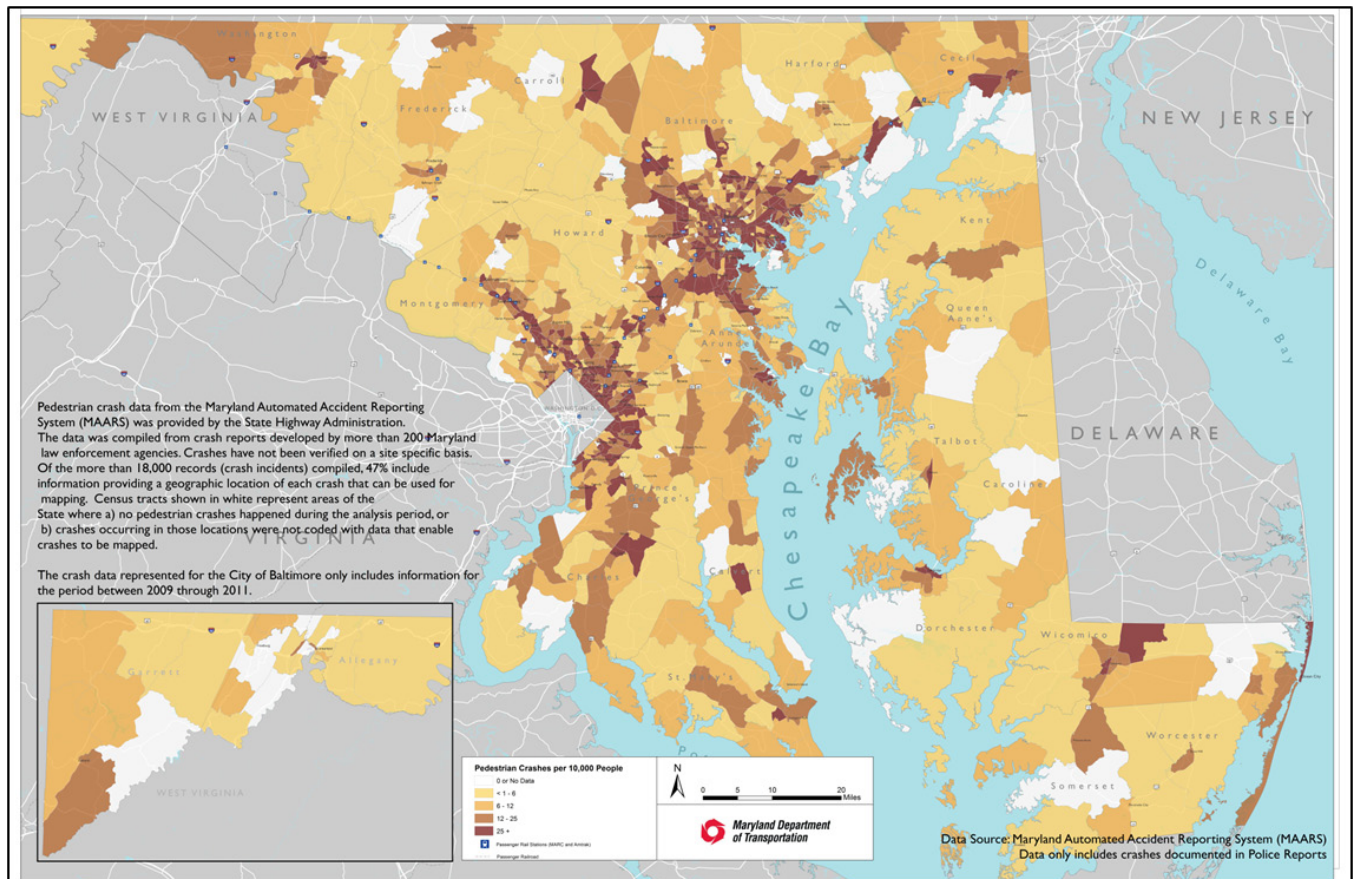 Washington
Carroll
Harford
Cecil
Frederick
WEST VIRGINIA
Baltimore
NEW JERSEY
Kent
Howard
Montgomery
Delaware Bay
Queen
Anne's
Anne
Arundel
Chesapeake Bay
Pedestrian crash data from the Maryland Automated Accident Reporting
System (MAARS) was provided by the State Highway Administration.
The data was compiled from crash reports developed by more than 200 Maryland
law enforcement agencies. Crashes have not been verified on a site specific basis.
Of the more than 18,000 records (crash incidents) compiled, 47% include
information providing a geographic location of each crash that can be used for
mapping. Census tracts shown in white represent areas of the
State where a) no pedestrian crashes happened during the analysis period, or
b) crashes occurring in those locations were not coded with data that enable
crashes to be mapped.
VIRGINIA
The crash data represented for the City of Baltimore only includes information for
the period between 2009 through 2011.
DELAWARE
Talbot
Caroline
Prince
George's
Charles
Calvert
Dorchester
Wicomico
St. Mary's
Ocean City
Worcester
Somerset
Garrett
Allegany
WEST VIRGINIA
Pedestrian Crashes per 10,000 People
0 or No Data
< 1 - 6
6 - 12
12 - 25
25 +
Passenger Rail Stations (MARC and Amtrak)
Passenger Railroad
N
0 5 10 20
Miles
Maryland Department
of Transportation
Data Source: Maryland Automated Accident Reporting System (MAARS)
Data only includes crashes documented in Police Reports